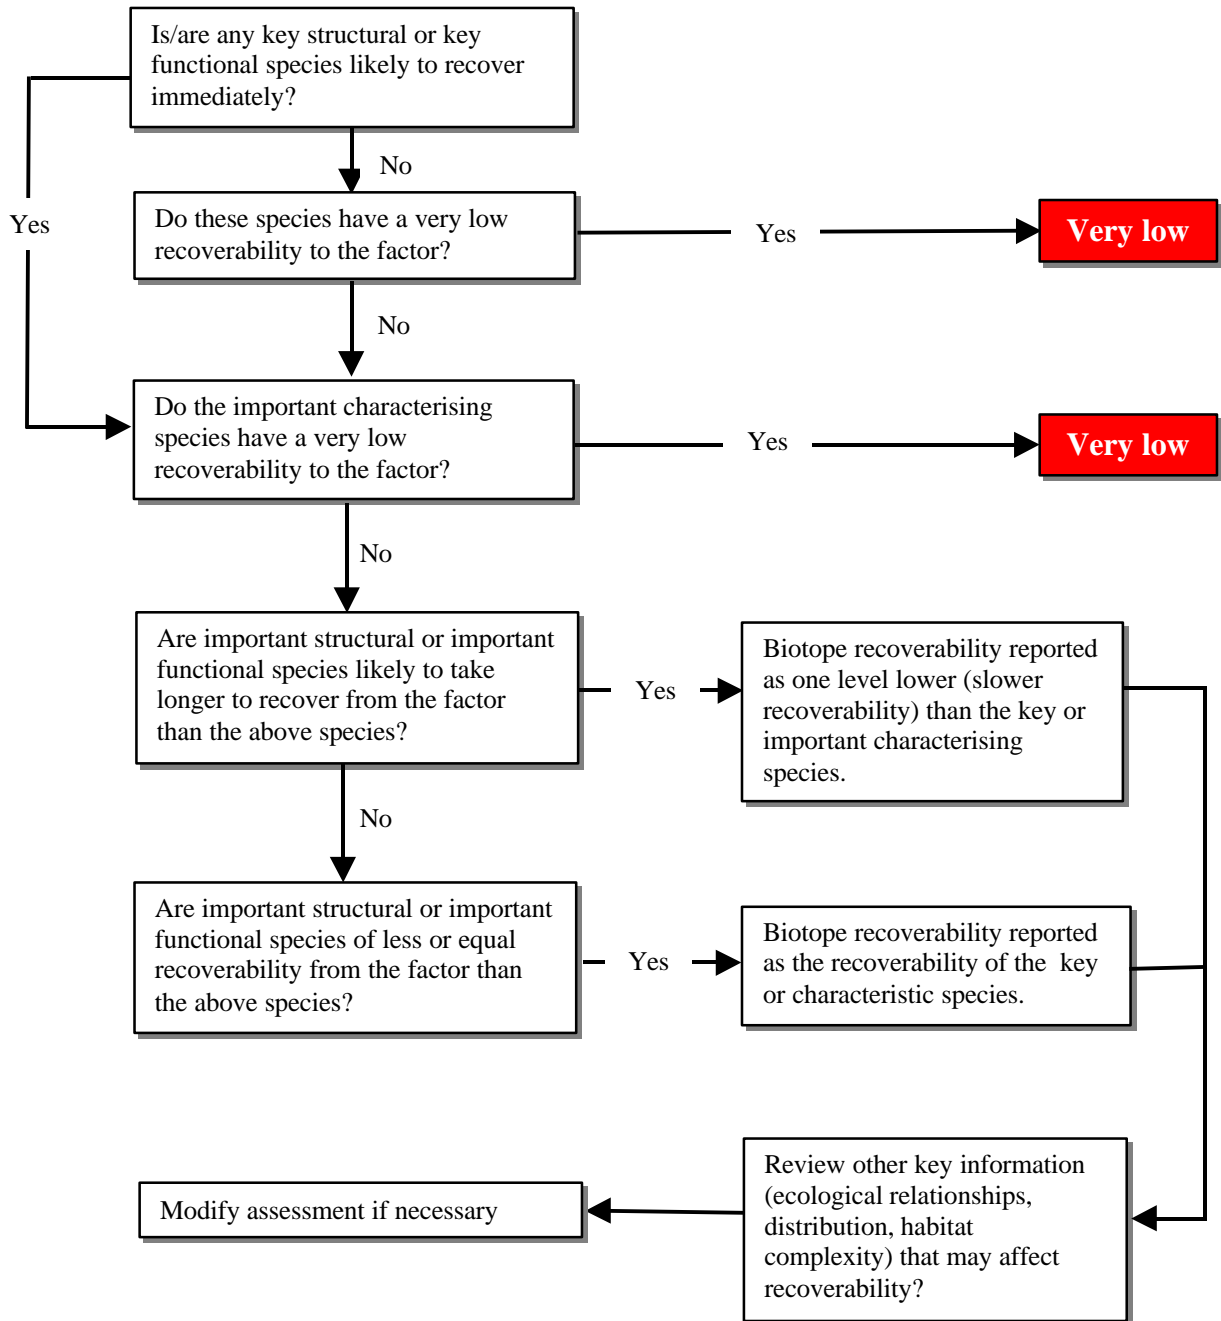 Is/are any key structural or key
functional species likely to recover
immediately?
No
Yes
Do these species have a very low
recoverability to the factor?
Yes
Very low
No
Do the important characterising
species have a very low
recoverability to the factor?
Yes
Very low
No
Are important structural or important
functional species likely to take
longer to recover from the factor
than the above species?
Yes
Biotope recoverability reported
as one level lower (slower
recoverability) than the key or
important characterising
species.
No
Are important structural or important
functional species of less or equal
recoverability from the factor than
the above species?
Yes
Biotope recoverability reported
as the recoverability of the key
or characteristic species.
Review other key information
(ecological relationships,
distribution, habitat
complexity) that may affect
recoverability?
Modify assessment if necessary